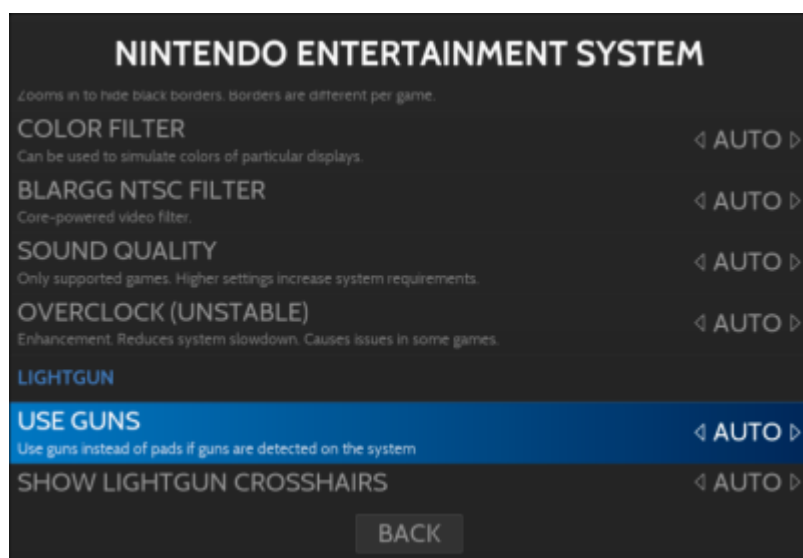 NINTENDO ENTERTAINMENT SYSTEM
Zooms in to hide black borders. Borders are different per game.
COLOR FILTER
AUTO
Can be used to simulate colors of particular displays.
BLARGG NTSC FILTER
AUTO
Core-powered video filter.
SOUND QUALITY
AUTO
Only supported games. Higher settings increase system requirements.
OVERCLOCK (UNSTABLE)
AUTO
Enhancement. Reduces system slowdown. Causes issues in some games.
LIGHTGUN
USE GUNS
AUTO
Use guns instead of pads if guns are detected on the system
SHOW LIGHTGUN CROSSHAIRS
AUTO
BACK